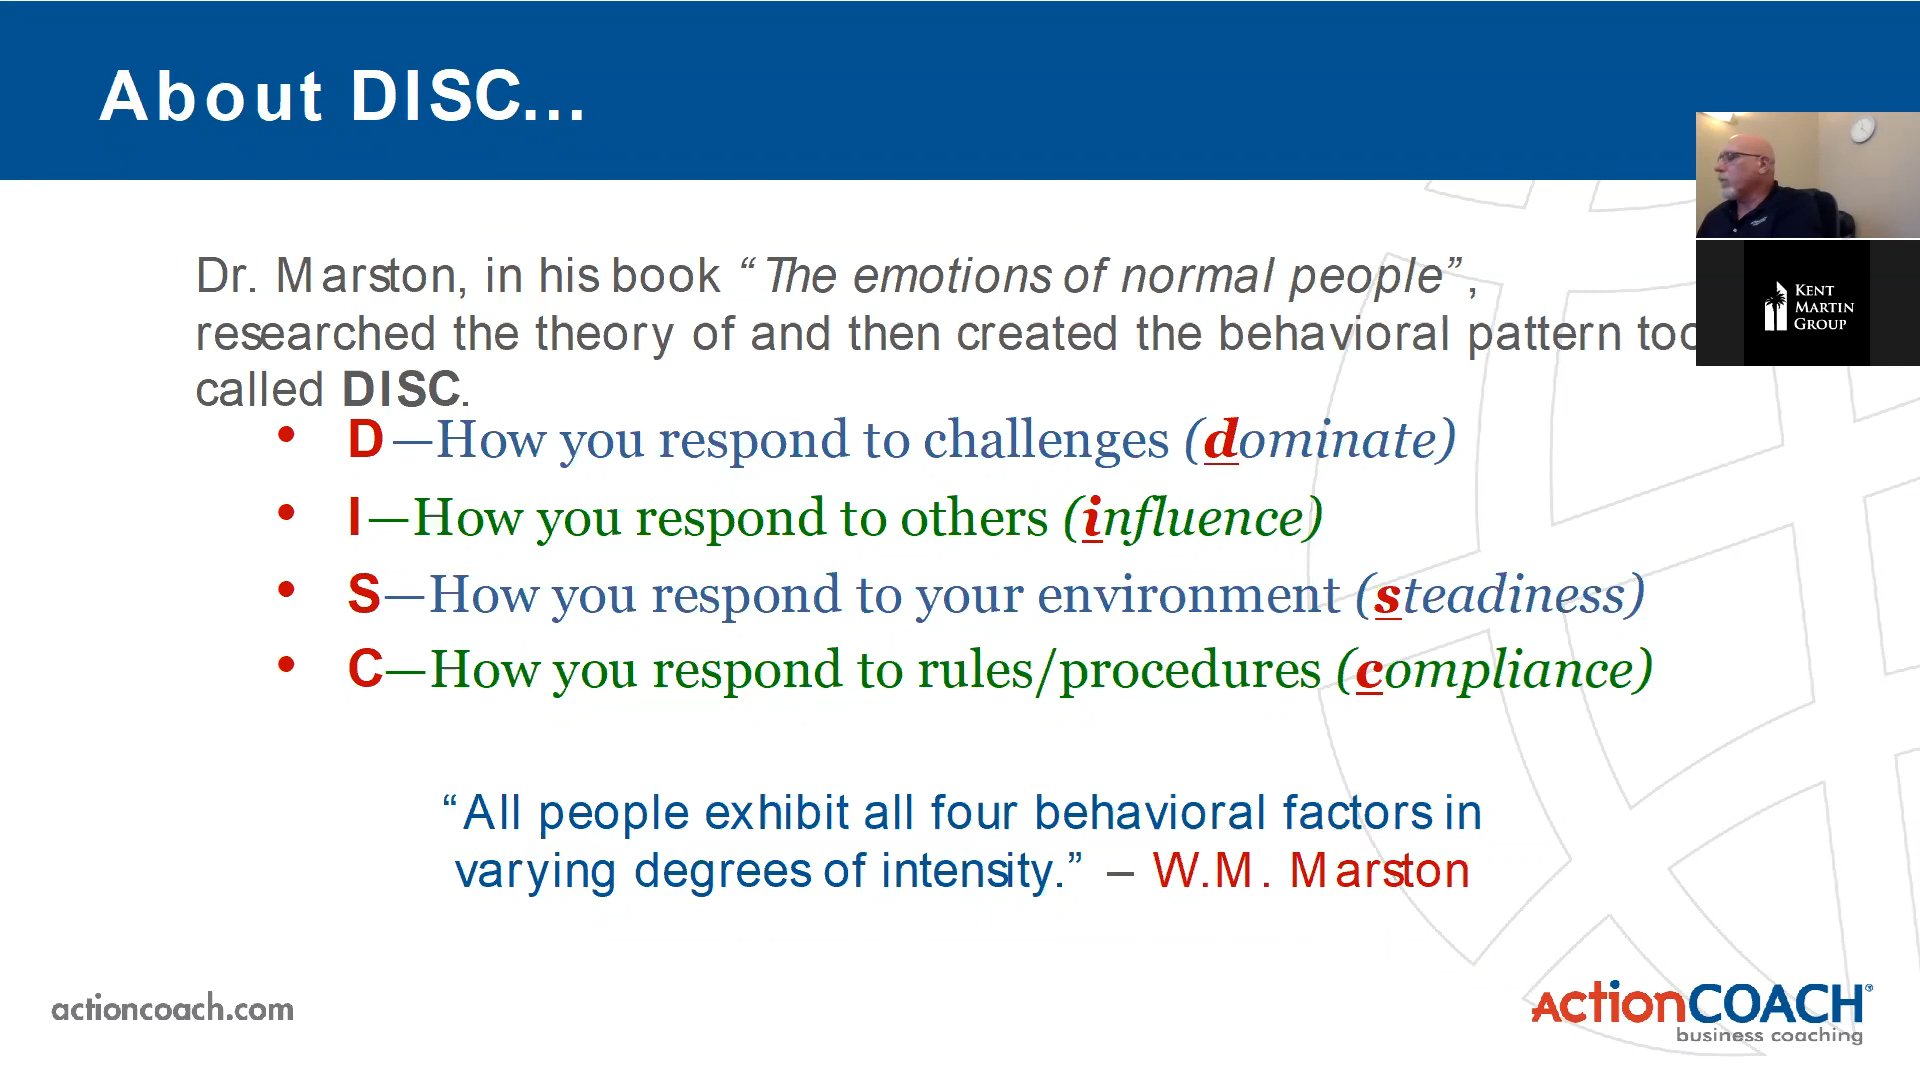 About DISC...
Dr. Marston, in his book “The emotions of normal people”,
researched the theory of and then created the behavioral pattern
called DISC.
• D—How you respond to challenges (dominate)
• I—How you respond to others (influence)
• S—How you respond to your environment (steadiness)
• C—How you respond to rules/procedures (compliance)
“All people exhibit all four behavioral factors in
varying degrees of intensity.” – W.M. Marston
KENT
MARTIN
GROUP
actioncoach.com
actionCOACH®
business coaching